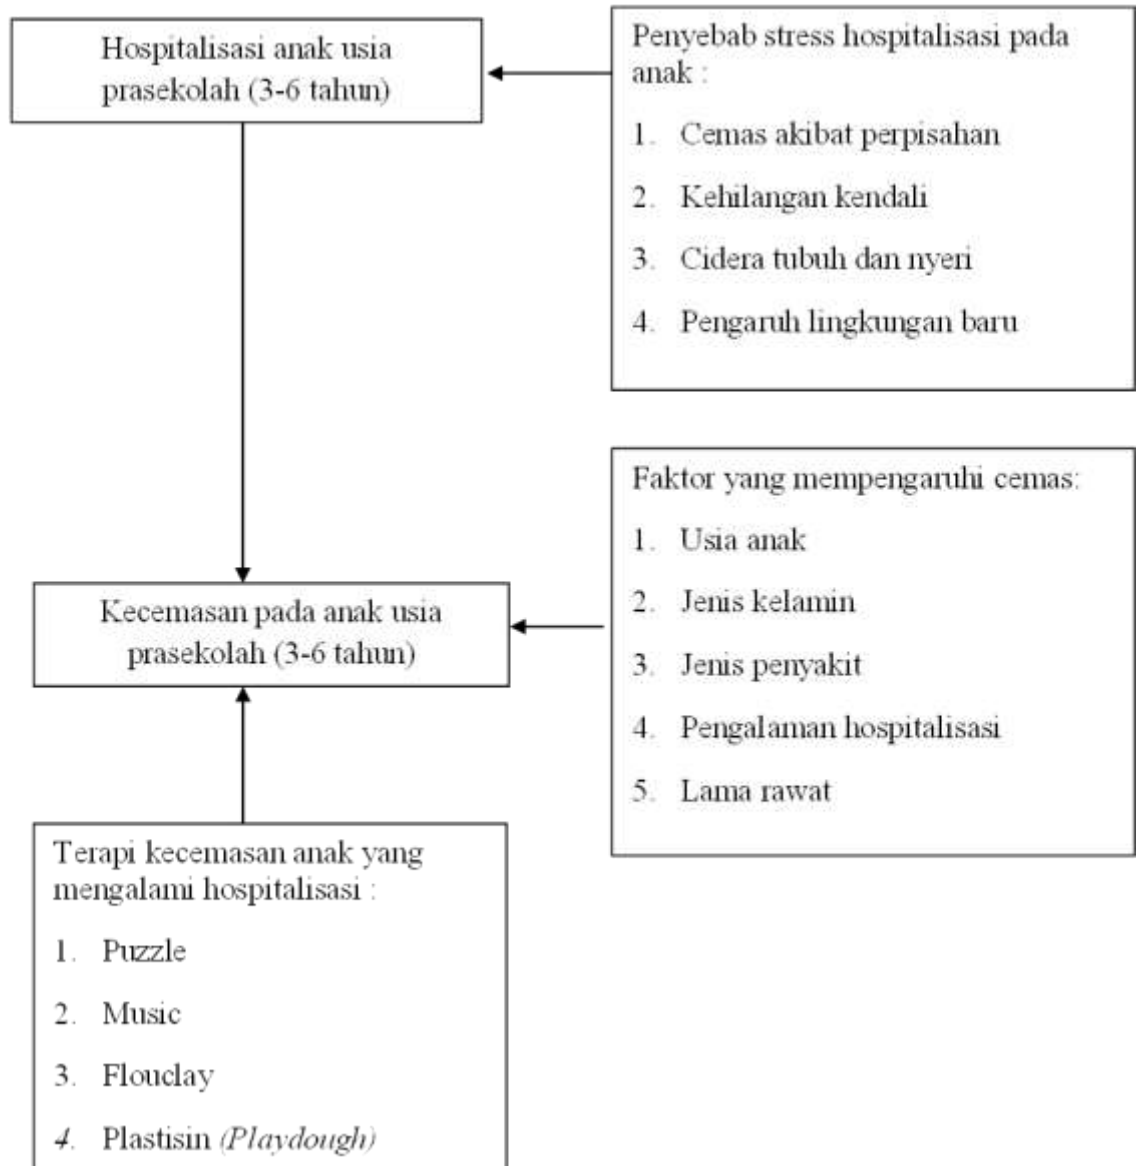 Hospitalisasi anak usia
prasekolah (3-6 tahun)
Penyebab stress hospitalisasi pada
anak :
1. Cemas akibat perpisahan
2. Kehilangan kendali
3. Cidera tubuh dan nyeri
4. Pengaruh lingkungan baru
Faktor yang mempengaruhi cemas:
1. Usia anak
2. Jenis kelamin
3. Jenis penyakit
4. Pengalaman hospitalisasi
5. Lama rawat
Kecemasan pada anak usia
prasekolah (3-6 tahun)
Terapi kecemasan anak yang
mengalami hospitalisasi :
1. Puzzle
2. Music
3. Flouclay
4. Plastisin (Playdough)